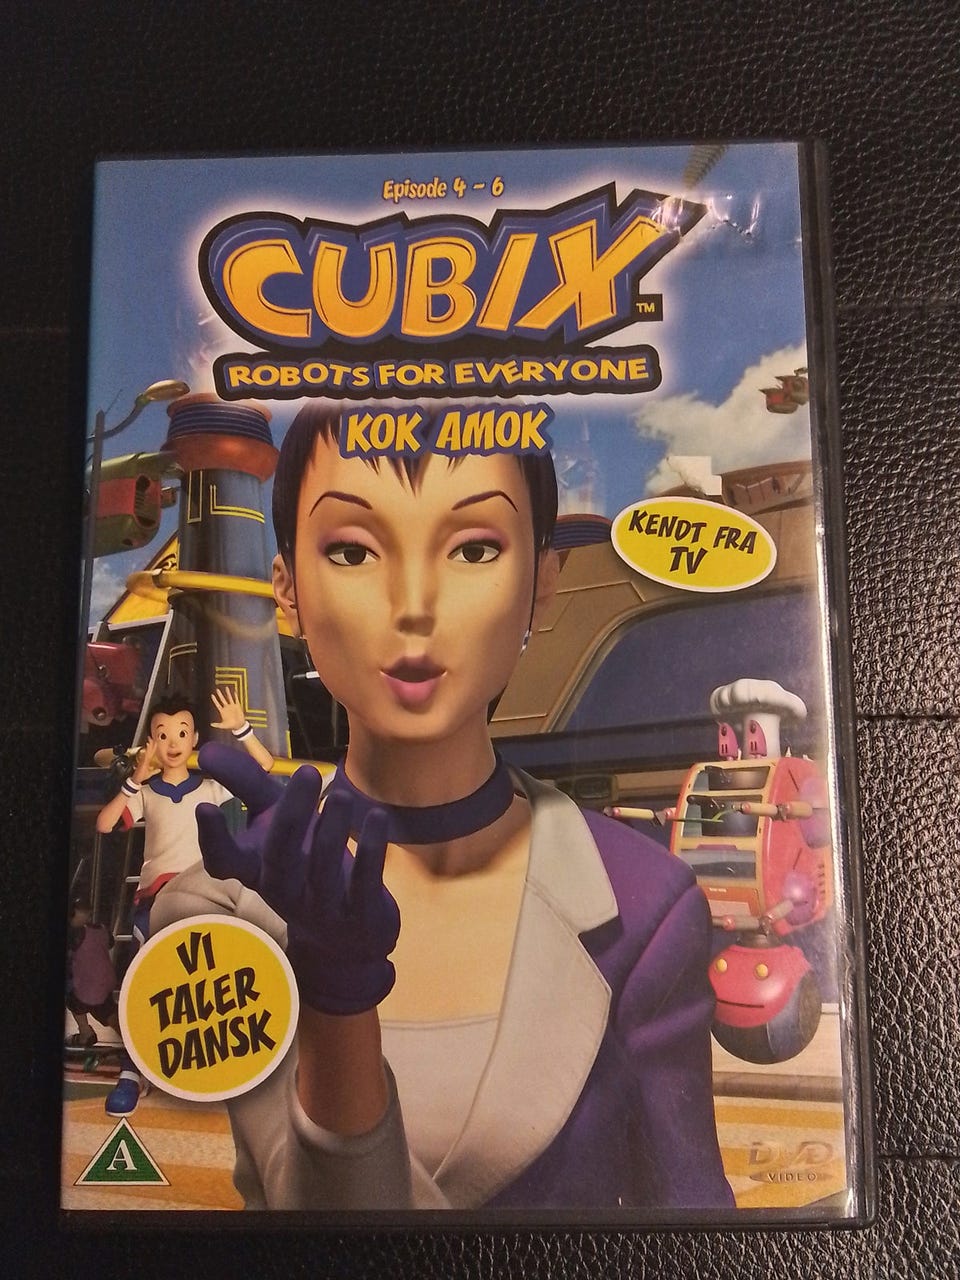 Episode 4 - 6
CUBIX
TM
ROBOTS FOR EVERYONE
KOK AMOK
KENDT FRA
TV
VI
TALER
DANSK
A
DVD
VIDEO